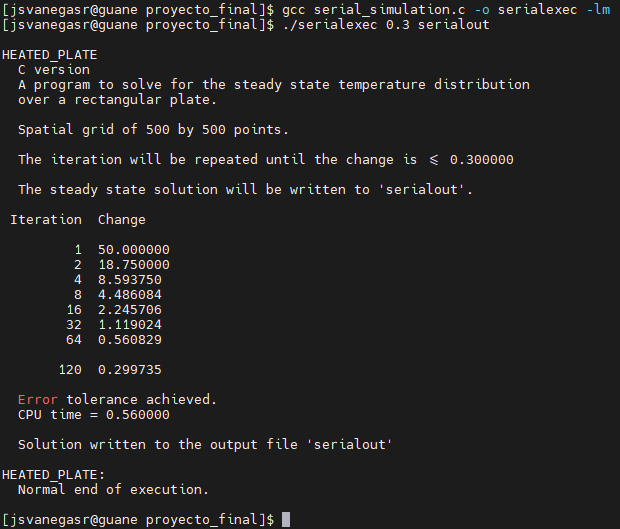 [jsvanegasr@guane proyecto_final]$ gcc serial_simulation.c -o serialexec -lm
[jsvanegasr@guane proyecto_final]$ ./serialexec 0.3 serialout
HEATED_PLATE
C version
A program to solve for the steady state temperature distribution
over a rectangular plate.
Spatial grid of 500 by 500 points.
The iteration will be repeated until the change is <= 0.300000
The steady state solution will be written to 'serialout'.
Iteration  Change
1  50.000000
2  18.750000
4  8.593750
8  4.486084
16  2.245706
32  1.119024
64  0.560829
120  0.299735
Error tolerance achieved.
CPU time = 0.560000
Solution written to the output file 'serialout'
HEATED_PLATE:
Normal end of execution.
[jsvanegasr@guane proyecto_final]$